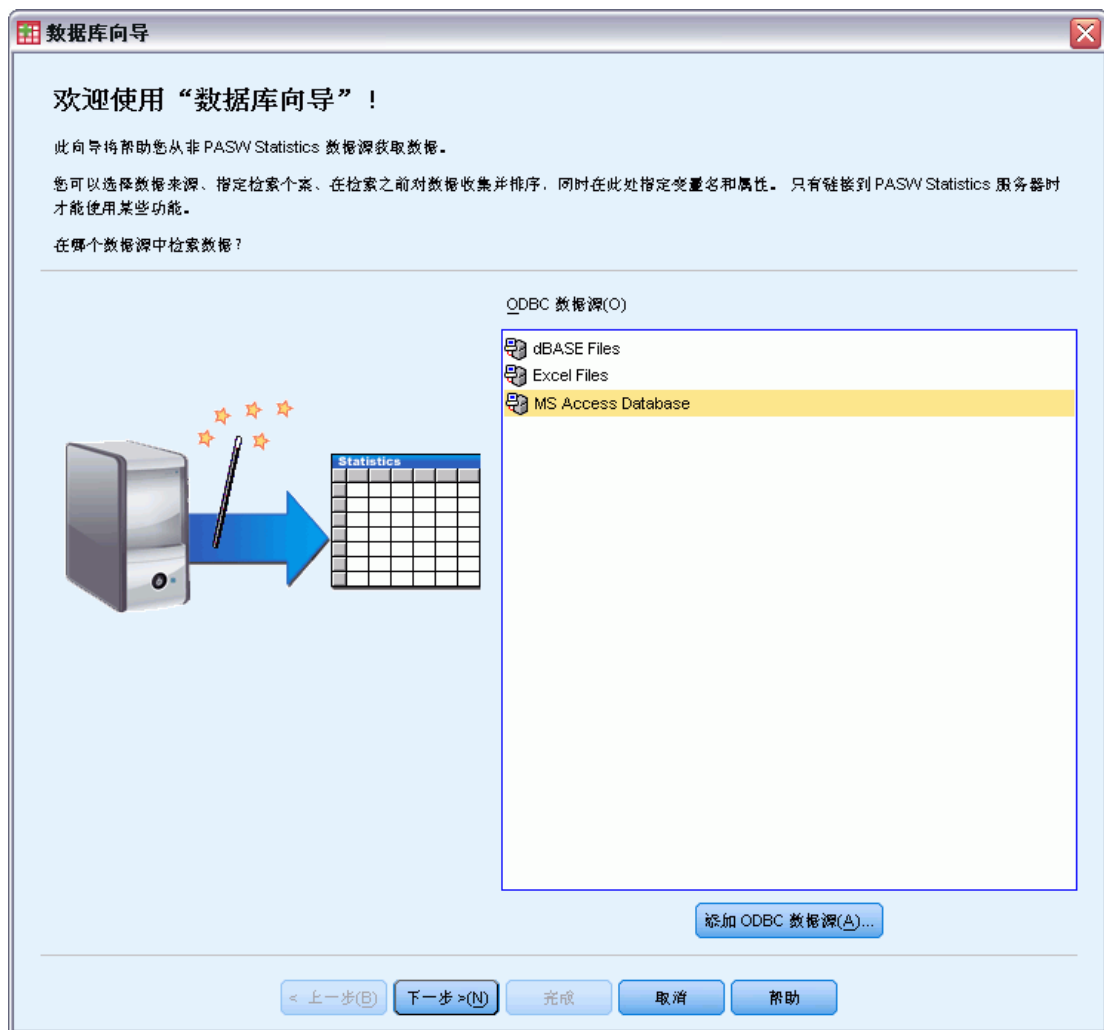 数据库向导
欢迎使用“数据库向导”!
此向导将帮助您从非 PASW Statistics 数据源获取数据。
您可以选择数据来源、指定检索个案、在检索之前对数据收集并排序，同时在此处指定变量名和属性。 只有链接到 PASW Statistics 服务器时
才能使用某些功能。
在哪个数据源中检索数据?
ODBC 数据源(O)
dBASE Files
Excel Files
MS Access Database
Statistics
添加 ODBC 数据源(A)...
< 上一步(B)
下一步 >(N)
完成
取消
帮助